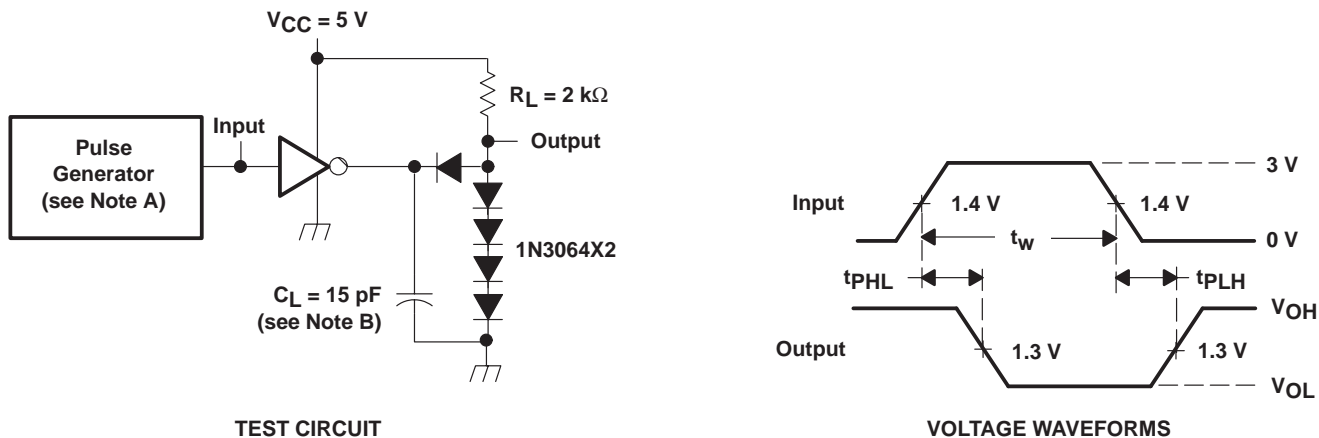 VCC = 5 V
RL = 2 kΩ
Input
Output
Pulse
Generator
(see Note A)
1N3064X2
CL = 15 pF
(see Note B)
TEST CIRCUIT
3 V
Input
1.4 V
1.4 V
tw
0 V
tPHL
tPLH
VOH
Output
1.3 V
1.3 V
VOL
VOLTAGE WAVEFORMS